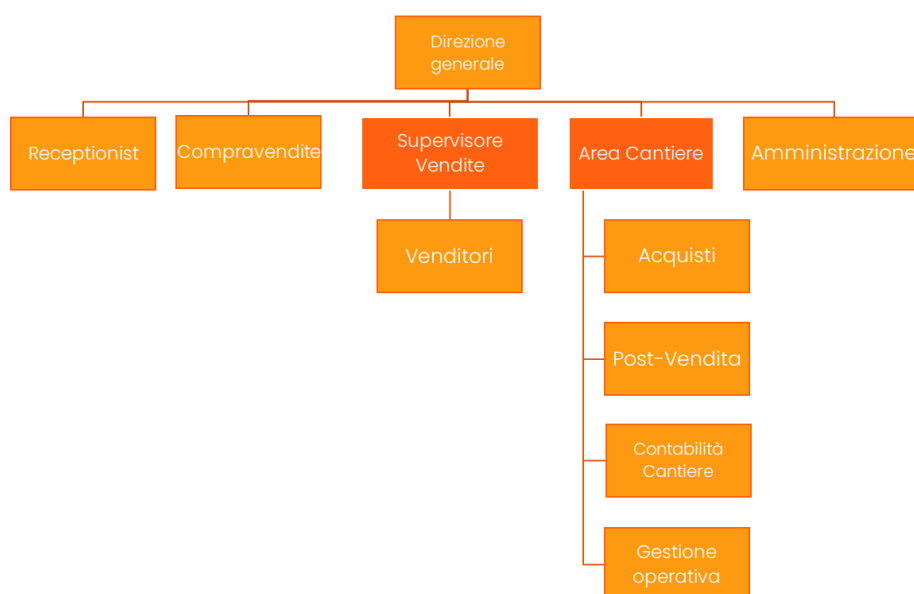 Direzione
generale
Receptionist
Compravendite
Supervisore
Vendite
Area Cantiere
Amministrazione
Venditori
Acquisti
Post-Vendita
Contabilità
Cantiere
Gestione
operativa